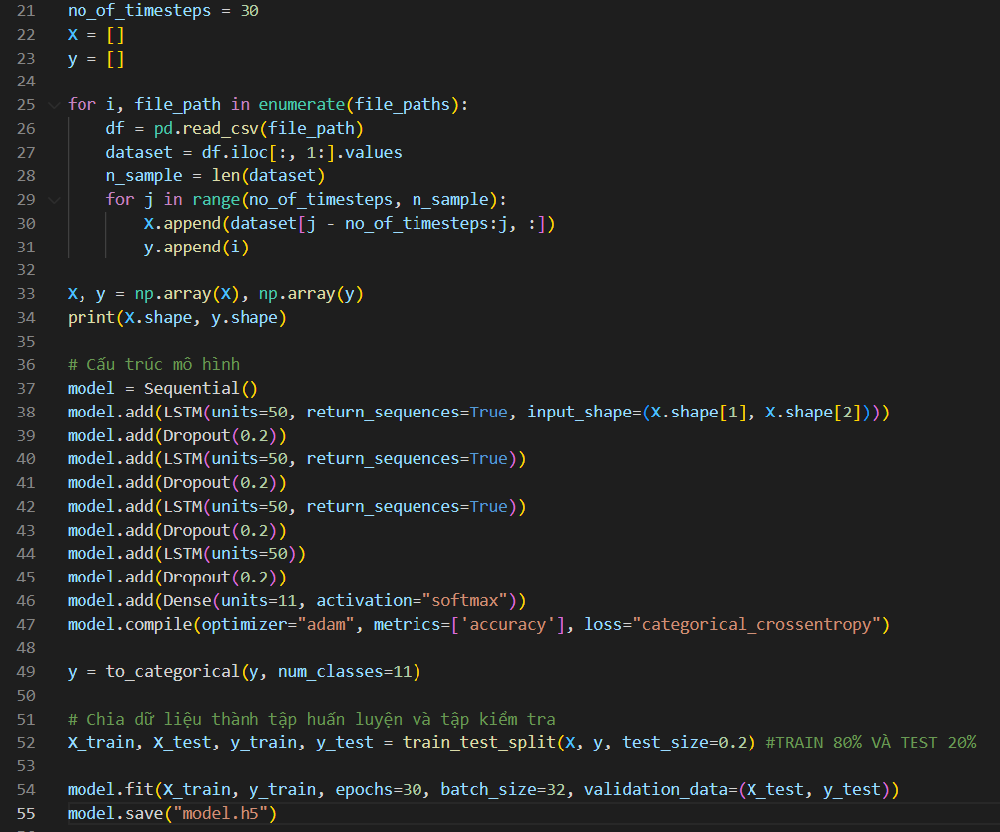 21 no_of_timesteps = 30
22 X = []
23 y = []
24
25 for i, file_path in enumerate(file_paths):
26     df = pd.read_csv(file_path)
27     dataset = df.iloc[:, 1:].values
28     n_sample = len(dataset)
29     for j in range(no_of_timesteps, n_sample):
30         X.append(dataset[j - no_of_timesteps:j, :])
31         y.append(i)
32
33 X, y = np.array(X), np.array(y)
34 print(X.shape, y.shape)
35
36 # Cấu trúc mô hình
37 model = Sequential()
38 model.add(LSTM(units=50, return_sequences=True, input_shape=(X.shape[1], X.shape[2])))
39 model.add(Dropout(0.2))
40 model.add(LSTM(units=50, return_sequences=True))
41 model.add(Dropout(0.2))
42 model.add(LSTM(units=50, return_sequences=True))
43 model.add(Dropout(0.2))
44 model.add(LSTM(units=50))
45 model.add(Dropout(0.2))
46 model.add(Dense(units=11, activation="softmax"))
47 model.compile(optimizer="adam", metrics=['accuracy'], loss="categorical_crossentropy")
48
49 y = to_categorical(y, num_classes=11)
50
51 # Chia dữ liệu thành tập huấn luyện và tập kiểm tra
52 X_train, X_test, y_train, y_test = train_test_split(X, y, test_size=0.2) #TRAIN 80% VÀ TEST 20%
53
54 model.fit(X_train, y_train, epochs=30, batch_size=32, validation_data=(X_test, y_test))
55 model.save("model.h5")